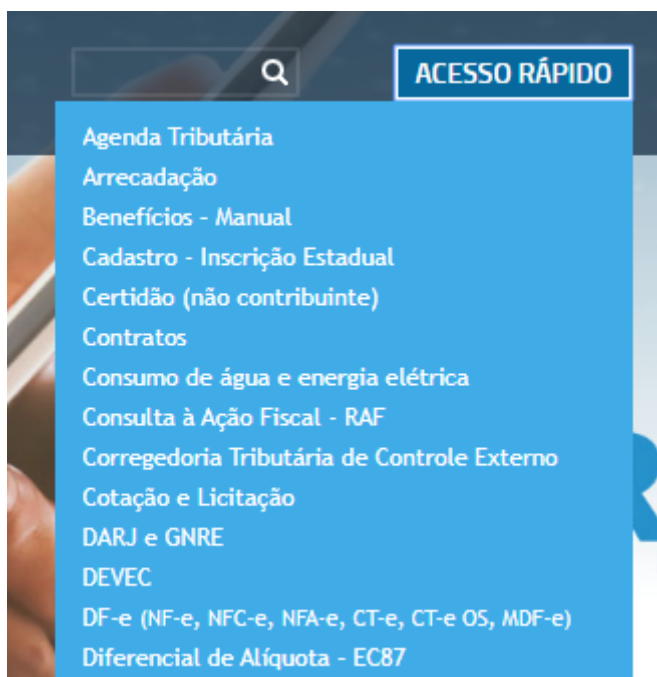 ACESSO RÁPIDO
Agenda Tributária
Arrecadação
Benefícios - Manual
Cadastro - Inscrição Estadual
Certidão (não contribuinte)
Contratos
Consumo de água e energia elétrica
Consulta à Ação Fiscal - RAF
Corregedoria Tributária de Controle Externo
Cotação e Licitação
DARJ e GNRE
DEVEC
DF-e (NF-e, NFC-e, NFA-e, CT-e, CT-e OS, MDF-e)
Diferencial de Alíquota - EC87